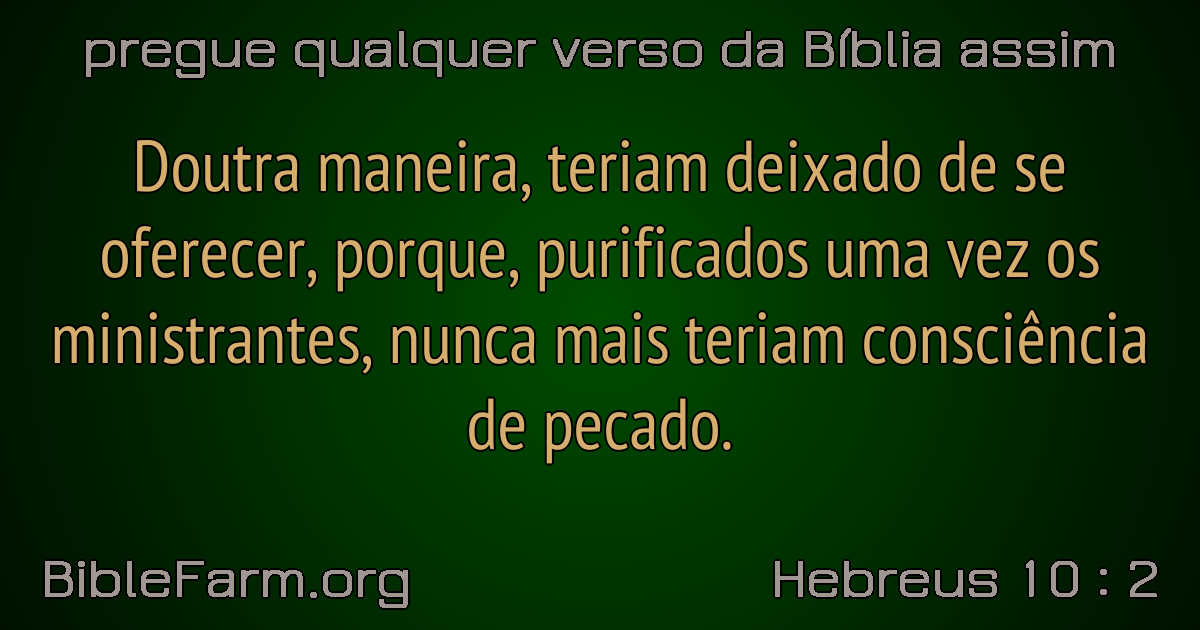 pregue qualquer verso da Bíblia assim
Doutra maneira, teriam deixado de se
oferecer, porque, purificados uma vez os
ministrantes, nunca mais teriam consciência
de pecado.
BibleFarm.org
Hebreus 10 : 2